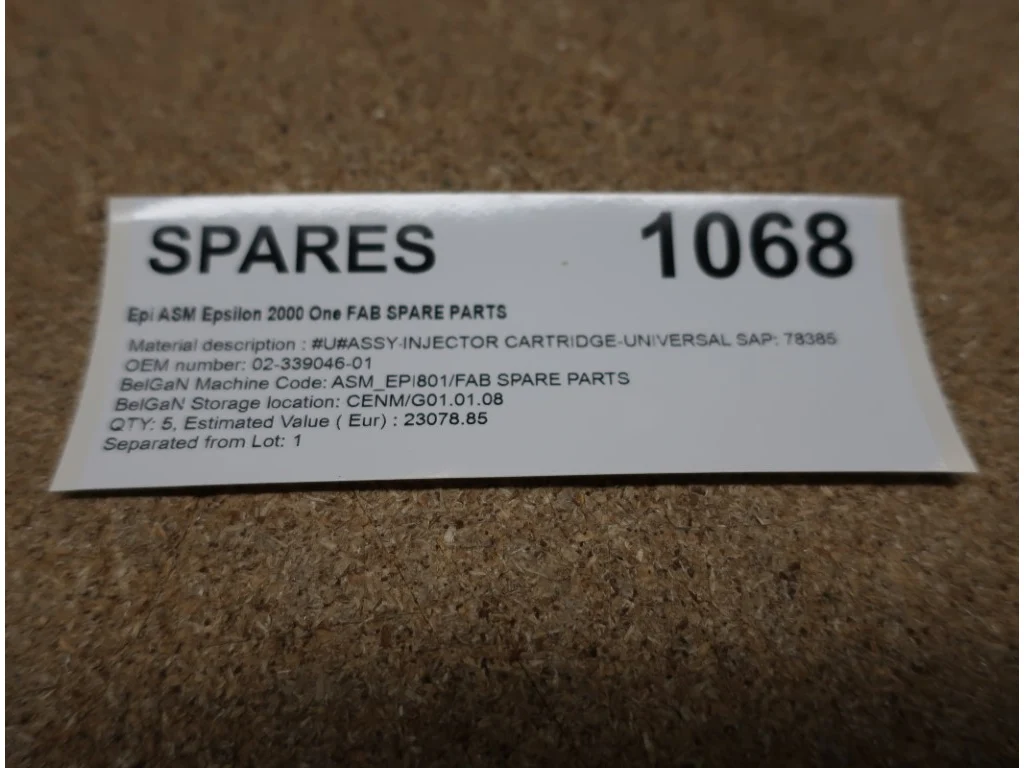 SPARES 1068
Epi ASM Epsilon 2000 One FAB SPARE PARTS
Material description : #U#ASSY-INJECTOR CARTRIDGE-UNIVERSAL SAP: 78385
OEM number: 02-339046-01
BelGaN Machine Code: ASM_EPI801/FAB SPARE PARTS
BelGaN Storage location: CENM/G01.01.08
QTY: 5, Estimated Value ( Eur) : 23078.85
Separated from Lot: 1